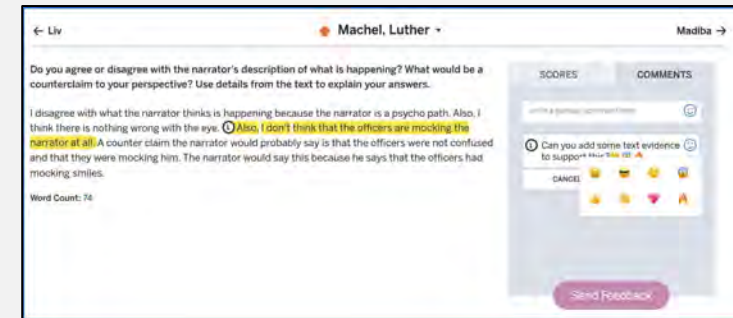 ← Liv
Machel, Luther
Madiba →
Do you agree or disagree with the narrator's description of what is happening? What would be a
counterclaim to your perspective? Use details from the text to explain your answers.
I disagree with what the narrator thinks is happening because the narrator is a psycho path. Also, I
think there is nothing wrong with the eye. 1 Also, I don't think that the officers are mocking the
narrator at all. A counter claim the narrator would probably say is that the officers were not confused
and that they were mocking him. The narrator would say this because he says that the officers had
mocking smiles.
Word Count: 74
SCORES
COMMENTS
1 Can you add some text evidence
to support this?
CANCEL
Send Feedback